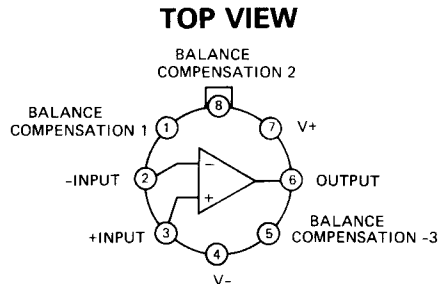 TOP VIEW
BALANCE
COMPENSATION 2
8
BALANCE
COMPENSATION 1
1
7
V+
-INPUT
2
−
6
OUTPUT
+
+INPUT
3
5
BALANCE
COMPENSATION -3
4
V-